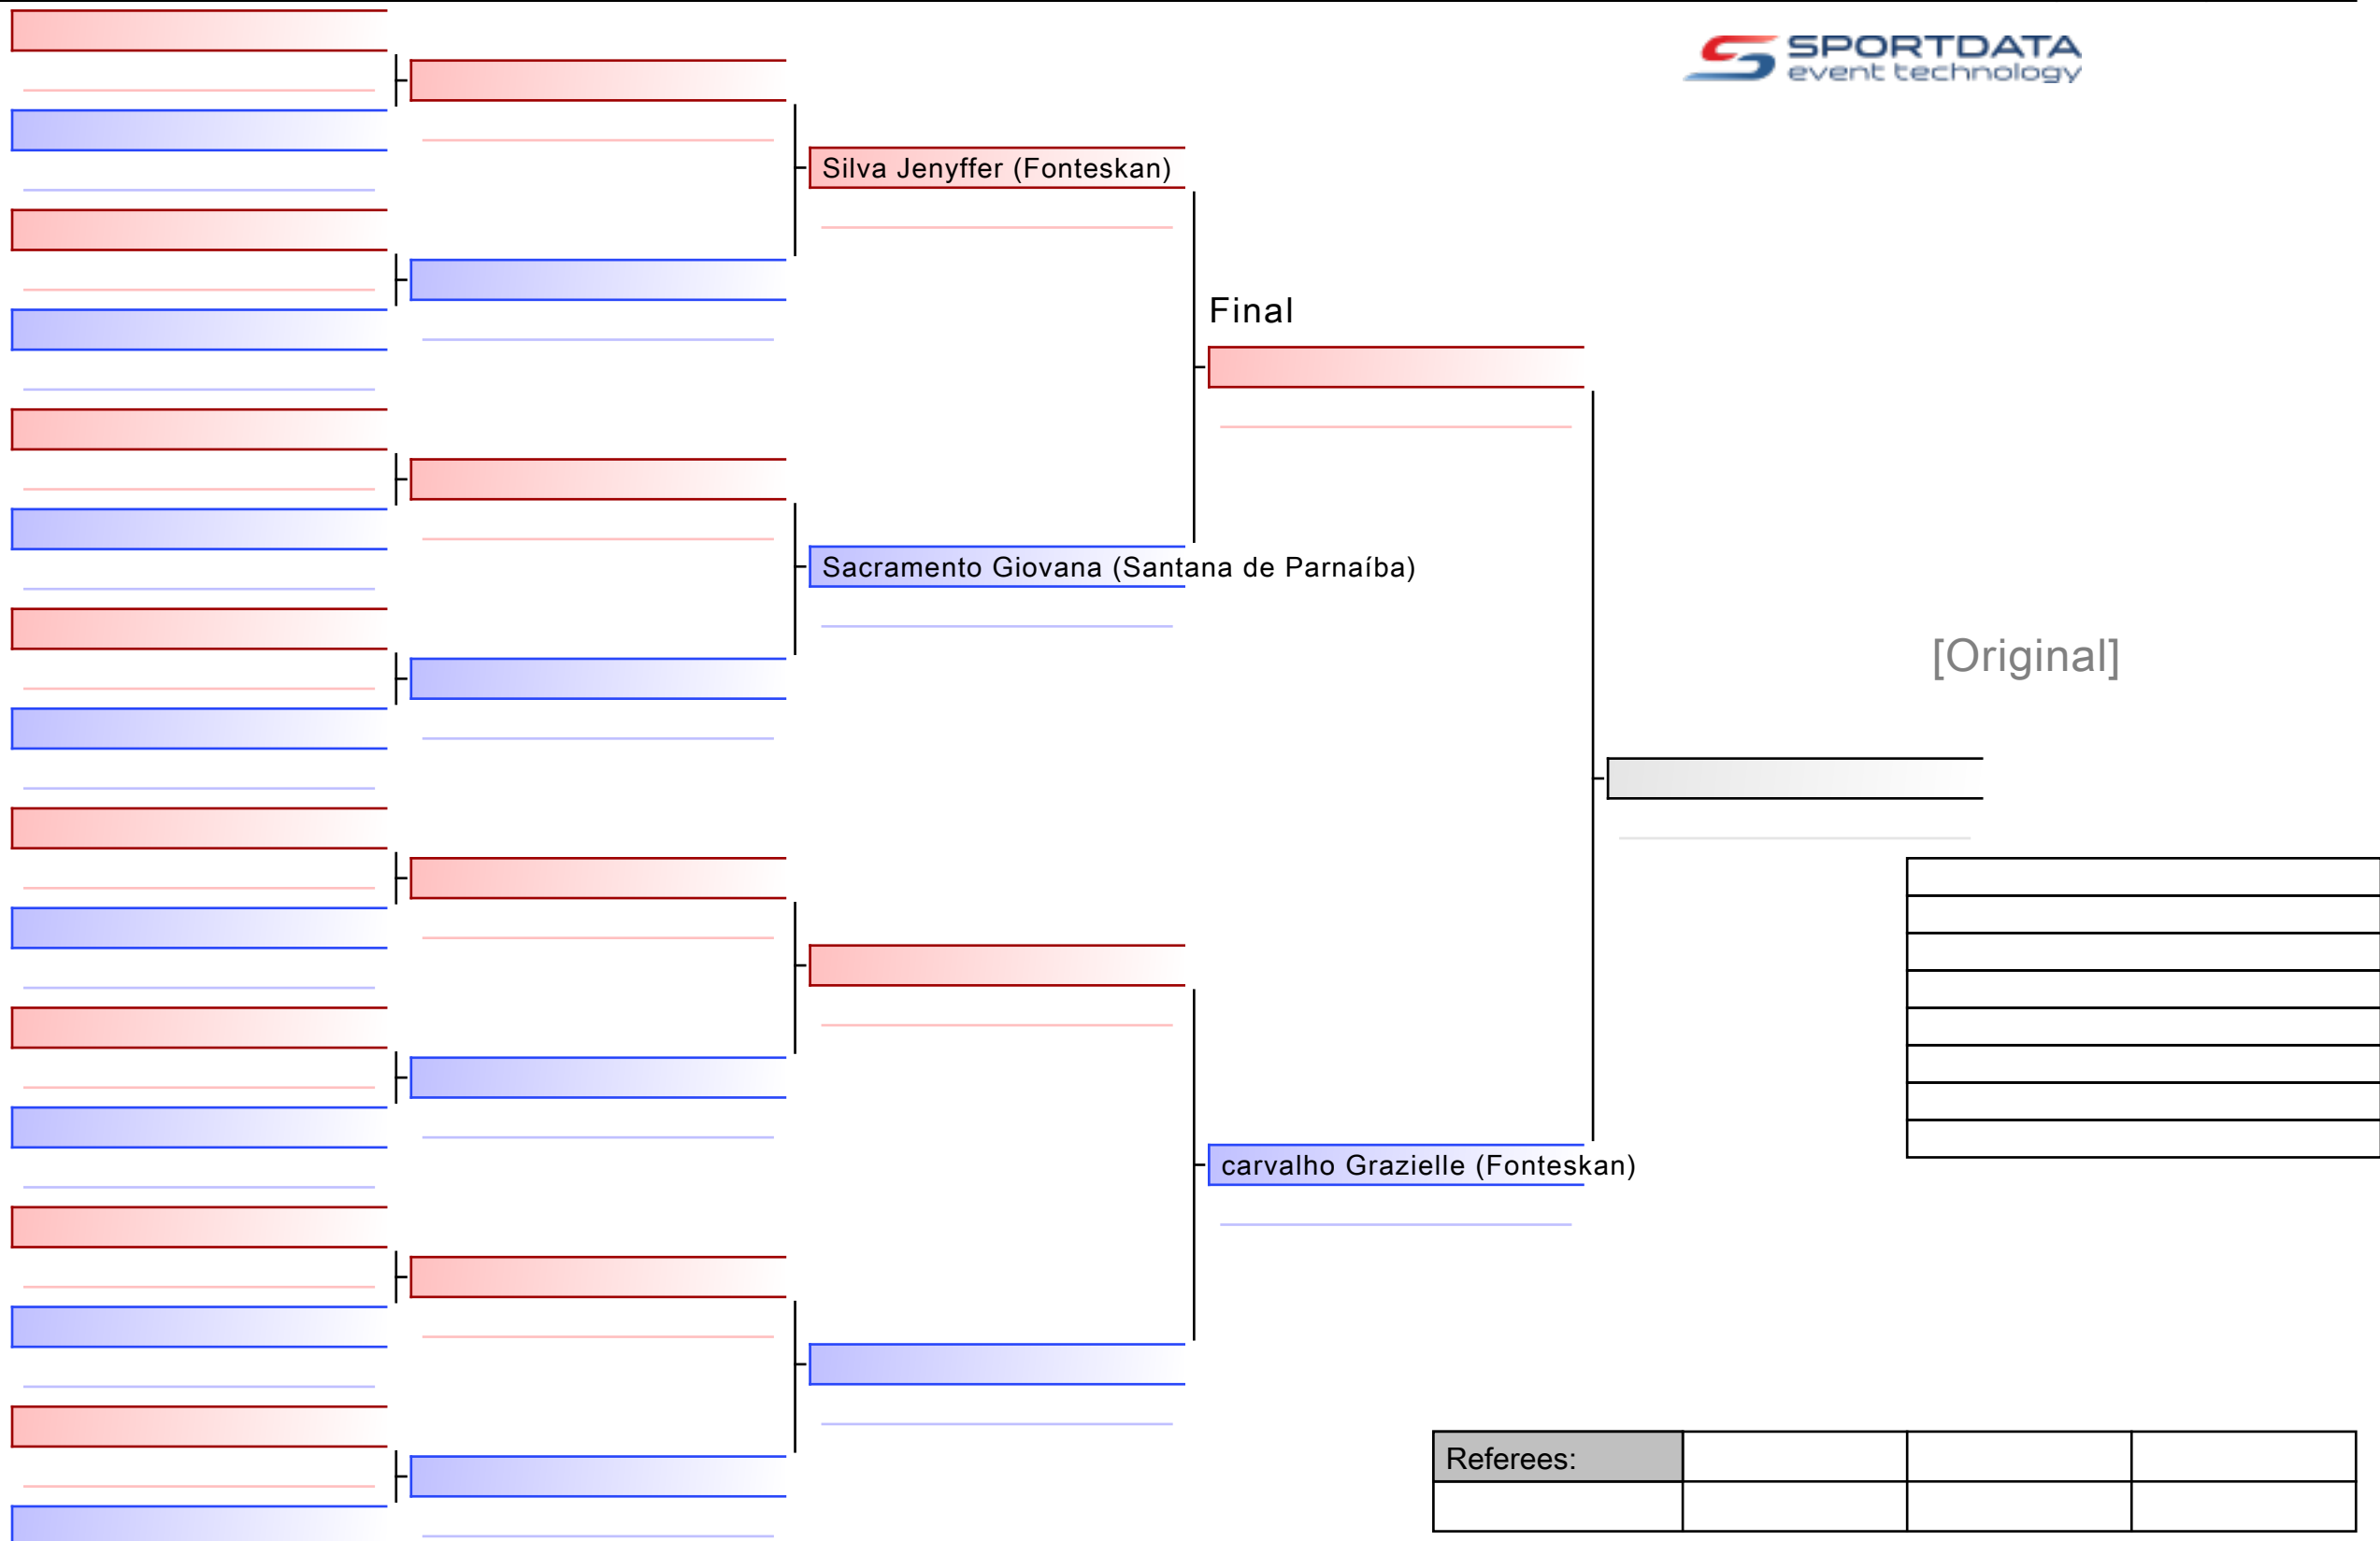 SPORTDATA
event technology
Silva Jenyffer (Fonteskan)
Final
Sacramento Giovana (Santana de Parnaíba)
[Original]
carvalho Grazielle (Fonteskan)
Referees: